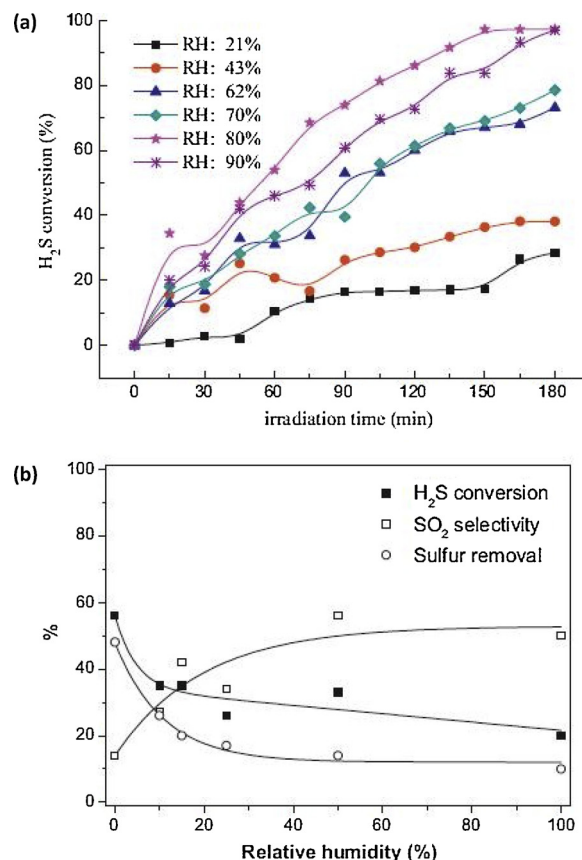 (a)
100
80
60
40
20
0
H2S conversion (%)
RH: 21%
RH: 43%
RH: 62%
RH: 70%
RH: 80%
RH: 90%
0 30 60 90 120 150 180
irradiation time (min)
(b)
100
80
60
40
20
0
%
H2S conversion
SO2 selectivity
Sulfur removal
0 20 40 60 80 100
Relative humidity (%)